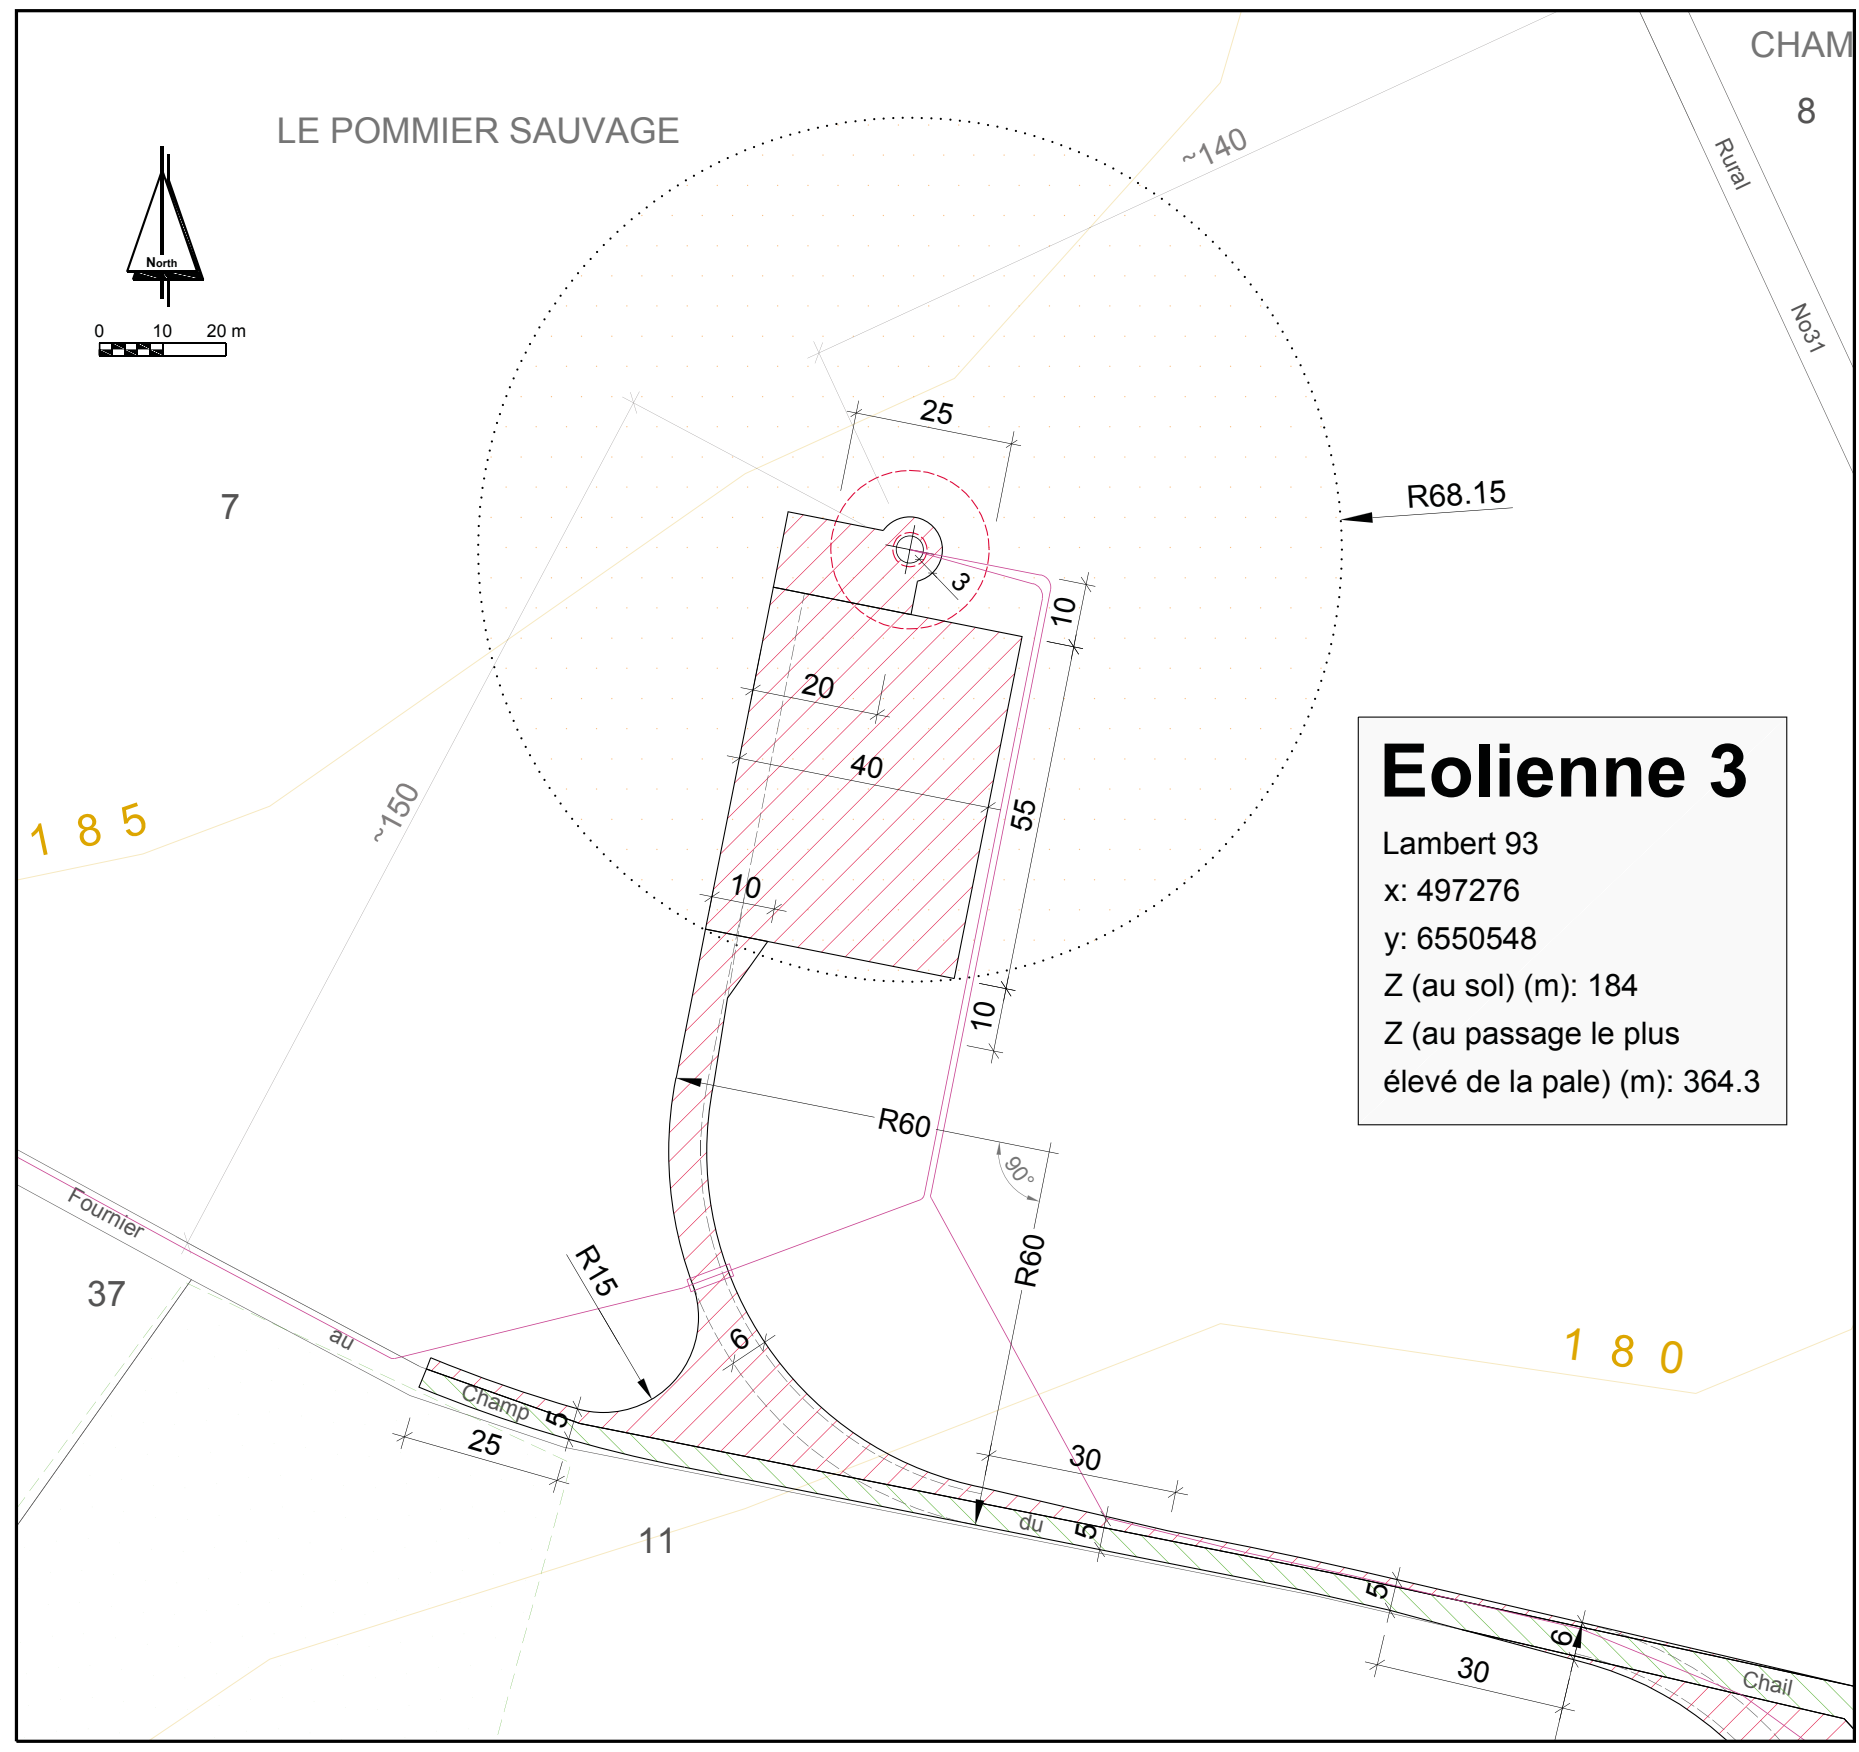 CHAM
8
LE POMMIER SAUVAGE
~140
Rural
North
0 10 20 m
No31
25
R68.15
7
3
10
20
Eolienne 3
Lambert 93
x: 497276
y: 6550548
Z (au sol) (m): 184
Z (au passage le plus
élevé de la pale) (m): 364.3
40
~150
55
185
10
10
R60
90°
Fournier
R60
R15
37
au
6
180
Champ
5
25
30
du
5
11
5
6
30
Chail